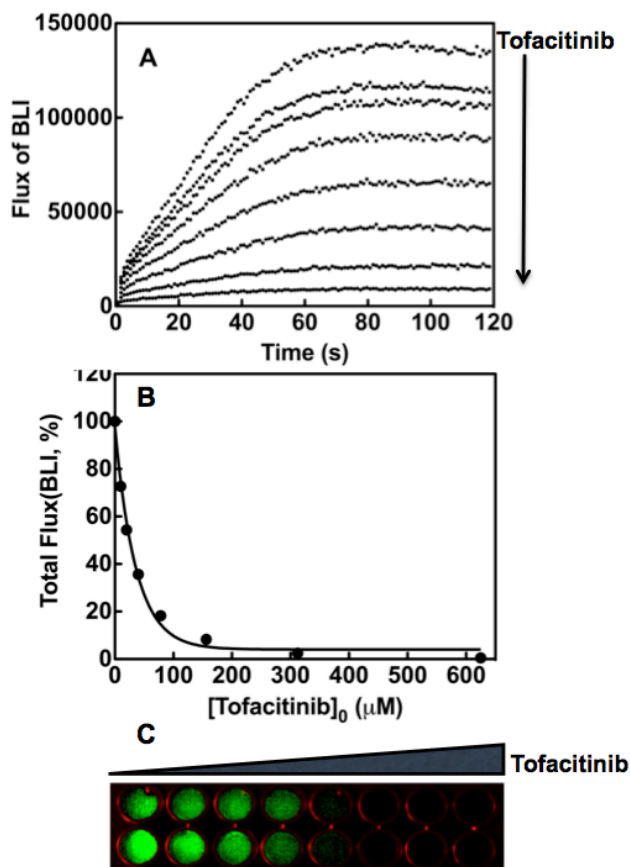 150000
A
Tofacitinib
100000
50000
0
Flux of BLI
0 20 40 60 80 100 120
Time (s)
120
B
100
80
60
40
20
0
Total Flux(BLI, %)
0 100 200 300 400 500 600
[Tofacitinib]0 (μM)
C
Tofacitinib